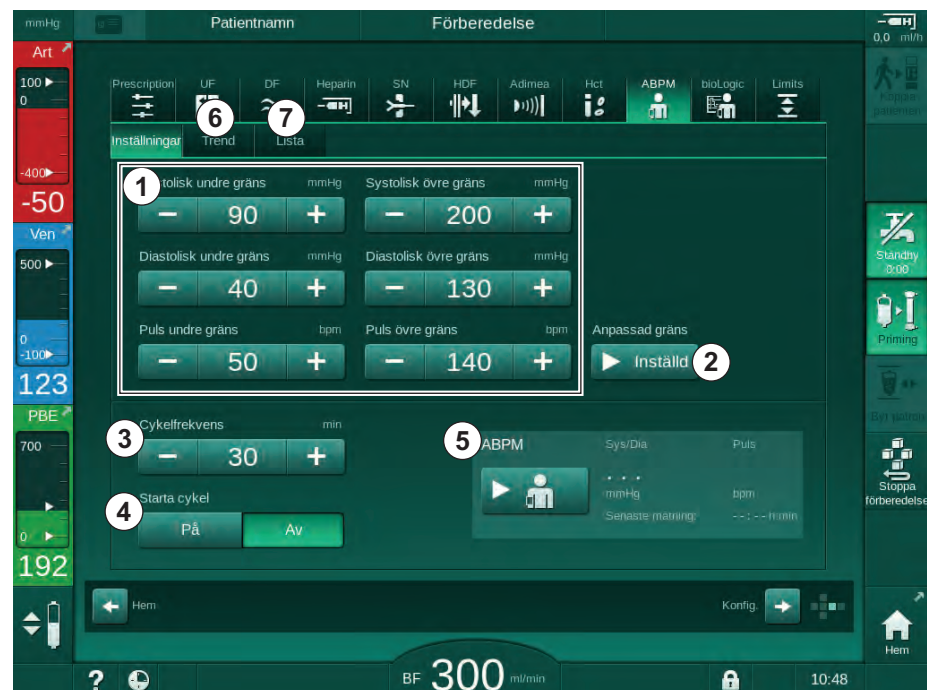 mmHg
Patientnamn
Förberedelse
0,0 ml/h
Art
100
0
-400
-50
Ven
500
0
-100
123
PBE
700
0
192
Prescription
UF
DF
Heparin
SN
HDF
Adimea
Hct
ABPM
bioLogic
Limits
6
7
Inställningar
Trend
Lista
1
undre gräns mmHg
Systolisk övre gräns mmHg
− 90 +
− 200 +
Diastolisk undre gräns mmHg
Diastolisk övre gräns mmHg
− 40 +
− 130 +
Puls undre gräns bpm
Puls övre gräns bpm
Anpassad gräns
− 50 +
− 140 +
Inställd
2
3
Cykelfrekvens min
− 30 +
4
Starta cykel
På
Av
5
ABPM
Sys/Dia
Puls
. . .
mmHg
bpm
Senaste mätning: --:-- h:min
Koppla
patienten
Standby
0:00
Priming
Stoppa
förberedelse
Hem
Konfig.
Hem
?
BF 300 ml/min
10:48